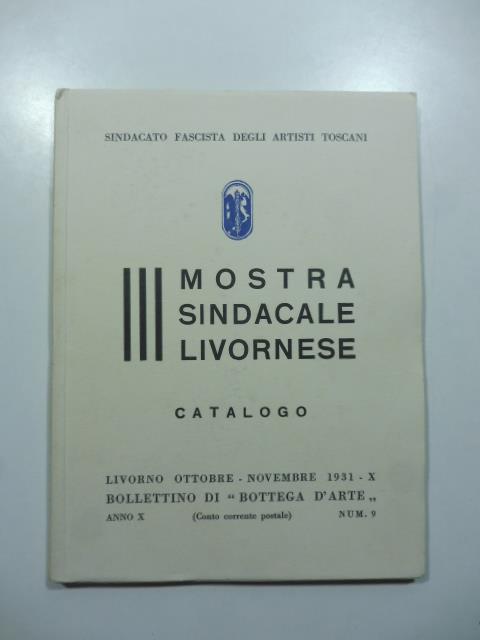 SINDACATO FASCISTA DEGLI ARTISTI TOSCANI
III MOSTRA
SINDACALE
LIVORNESE
CATALOGO
LIVORNO OTTOBRE - NOVEMBRE 1931 - X
BOLLETTINO DI “ BOTTEGA D'ARTE „
ANNO X (Conto corrente postale) NUM. 9